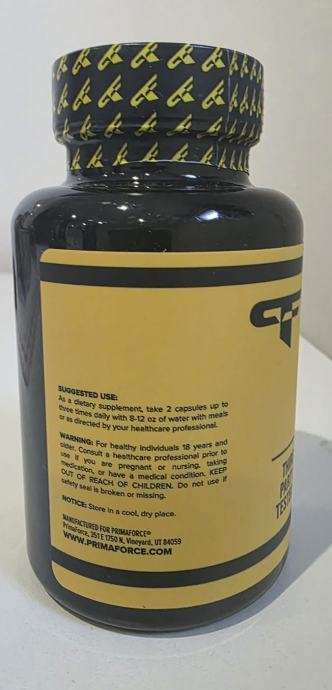 SUGGESTED USE:
As a dietary supplement, take 2 capsules up to
three times daily with 8-12 oz of water with meals
or as directed by your healthcare professional.
WARNING: For healthy individuals 18 years and
older. Consult a healthcare professional prior to
use if you are pregnant or nursing, taking
medication, or have a medical condition. KEEP
OUT OF REACH OF CHILDREN. Do not use if
safety seal is broken or missing.
NOTICE: Store in a cool, dry place.
MANUFACTURED FOR PRIMAFORCE®
PrimaForce, 351 E 1750 N, Vineyard, UT 84059
WWW.PRIMAFORCE.COM